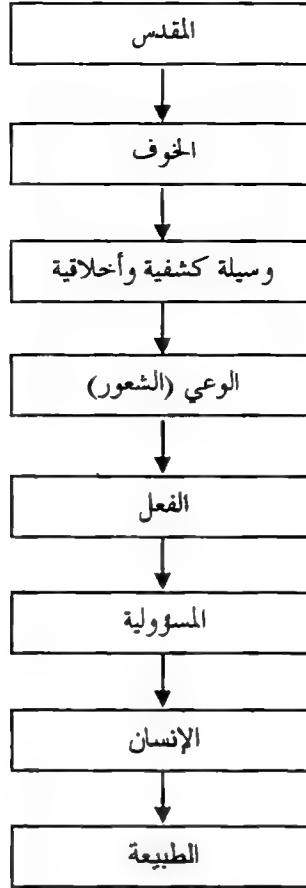 المقدس
الخوف
وسيلة كشفية وأخلاقية
الوعي (الشعور)
الفعل
المسؤولية
الإنسان
الطبيعة